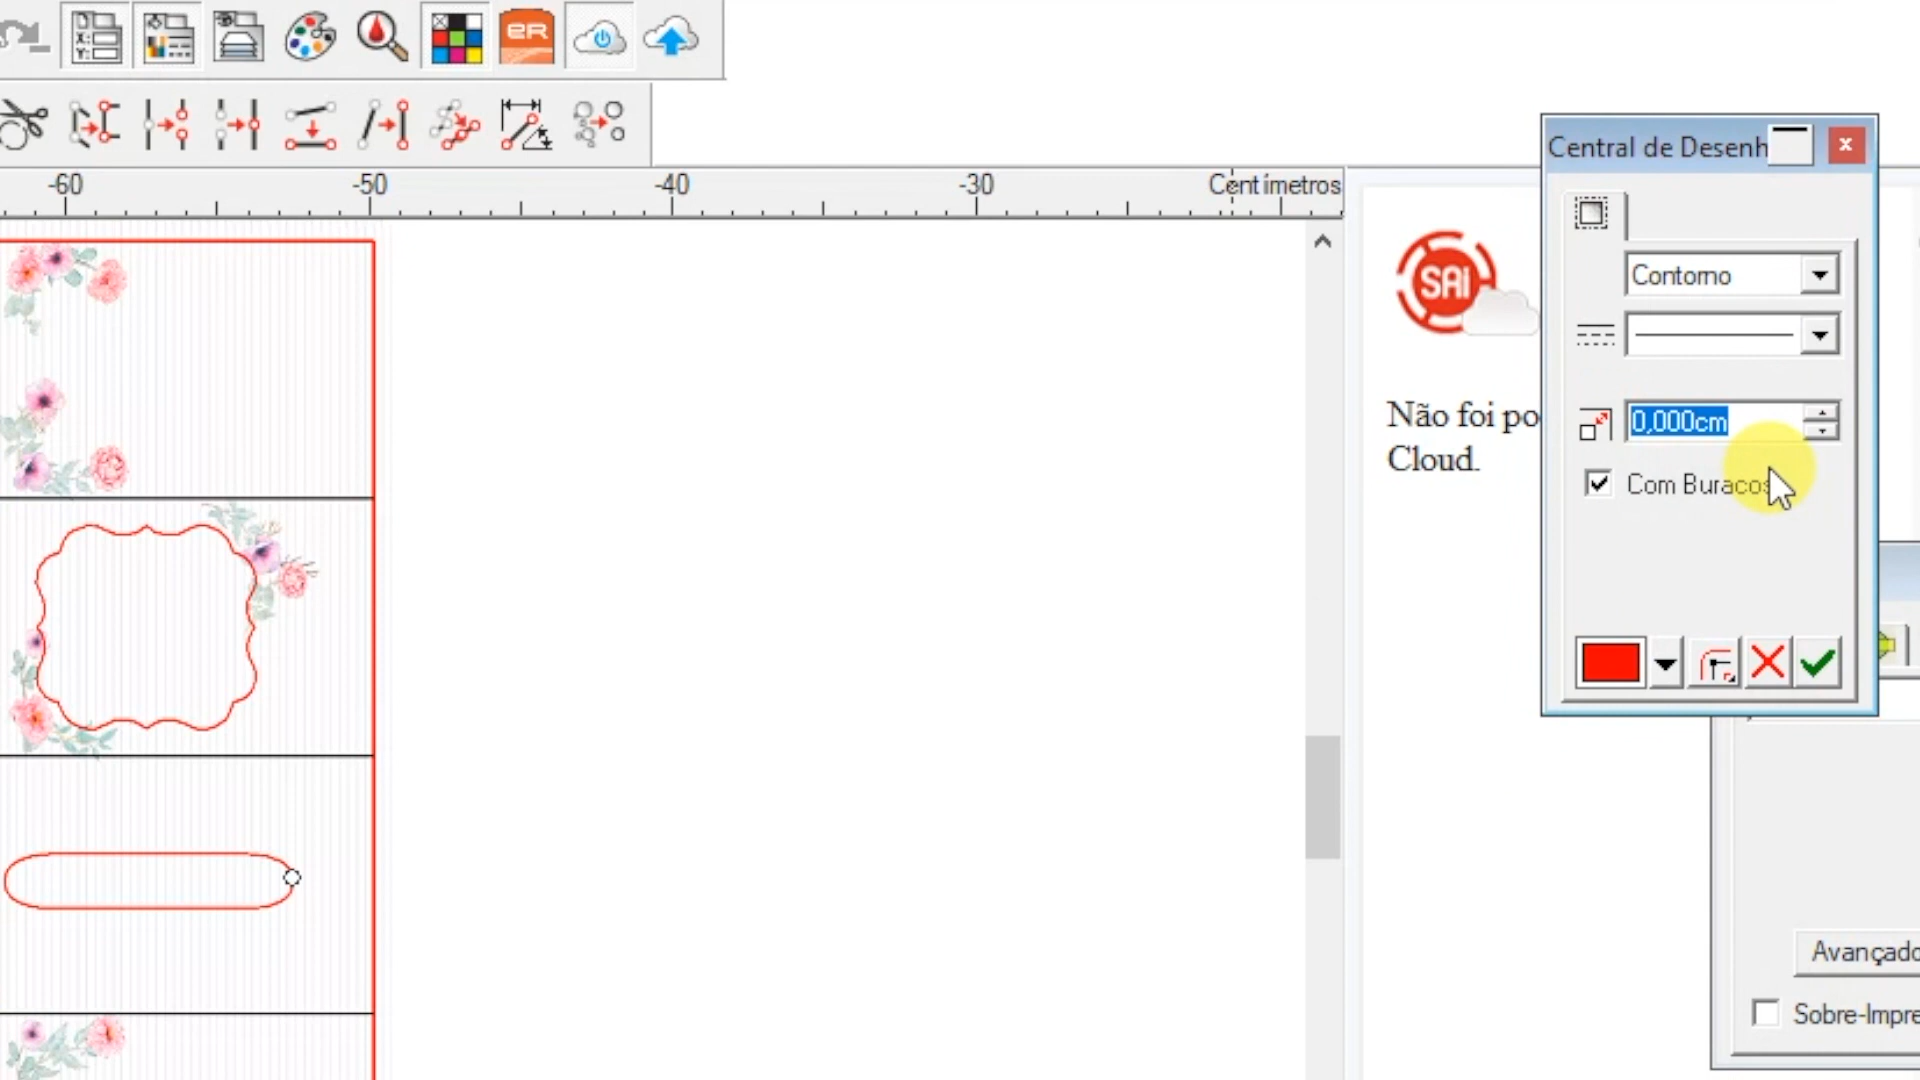 eR
-60 -50 -40 -30 Centimetros
Central de Desenh
SAi
Contorno
Não foi po
Cloud.
0,000cm
Com Buracos
Avançado
Sobre-Impre